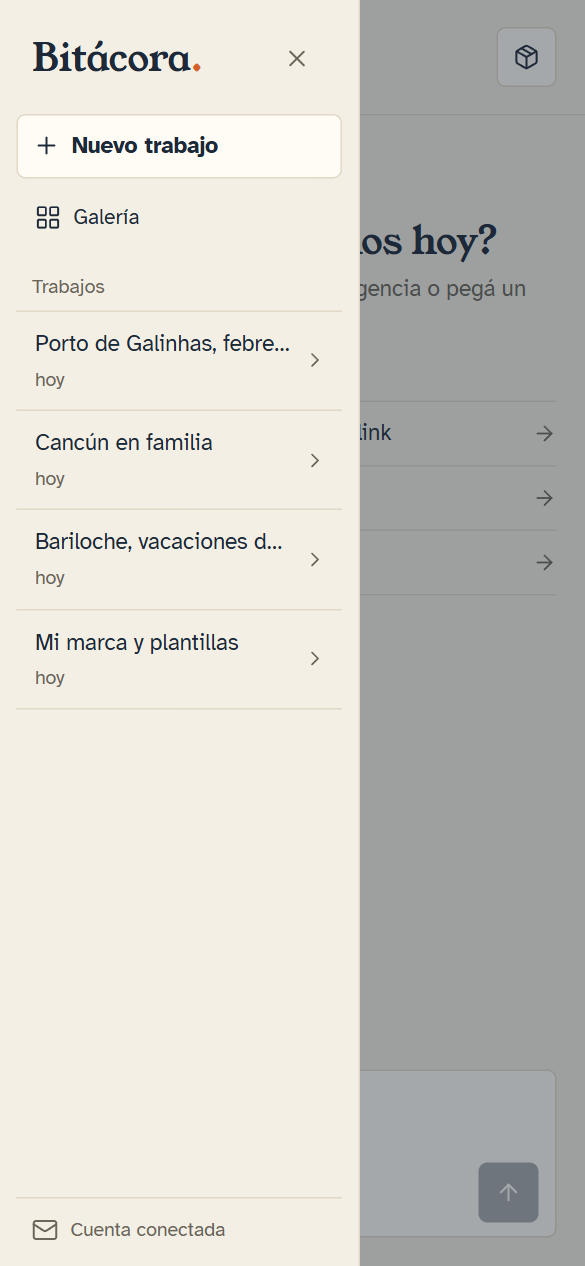 Bitácora.
Nuevo trabajo
Galería
Trabajos
Porto de Galinhas, febre...
hoy
Cancún en familia
hoy
Bariloche, vacaciones d...
hoy
Mi marca y plantillas
hoy
Cuenta conectada
os hoy?
gencia o pegá un
link